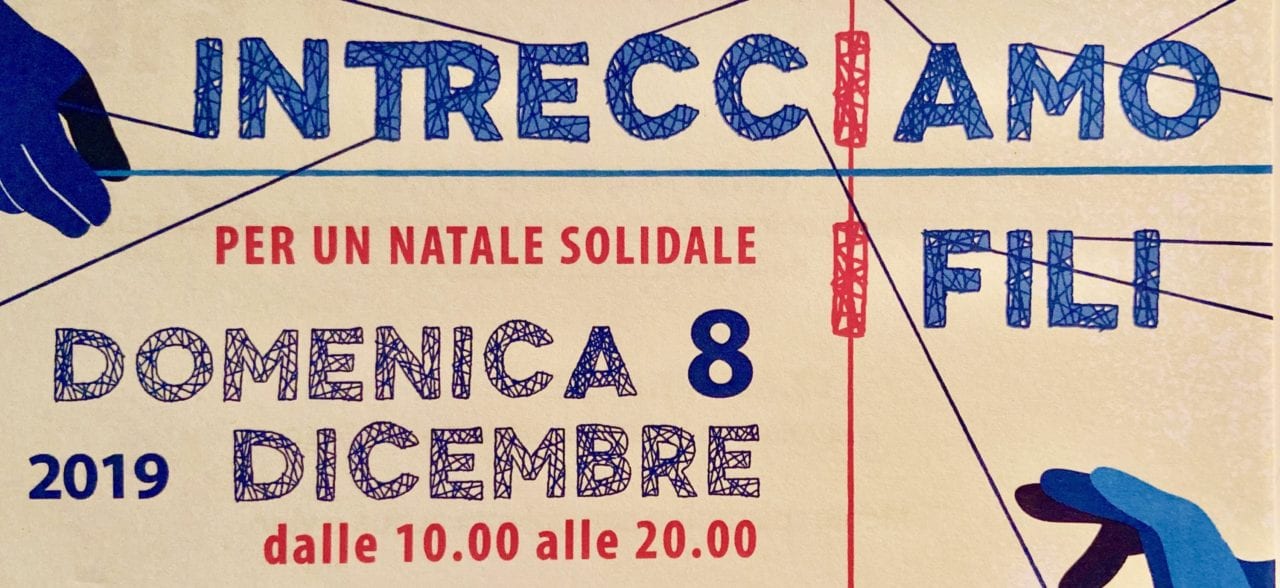 INTRECCIAMO
I FILI
PER UN NATALE SOLIDALE
DOMENICA 8
DICEMBRE
2019
dalle 10.00 alle 20.00